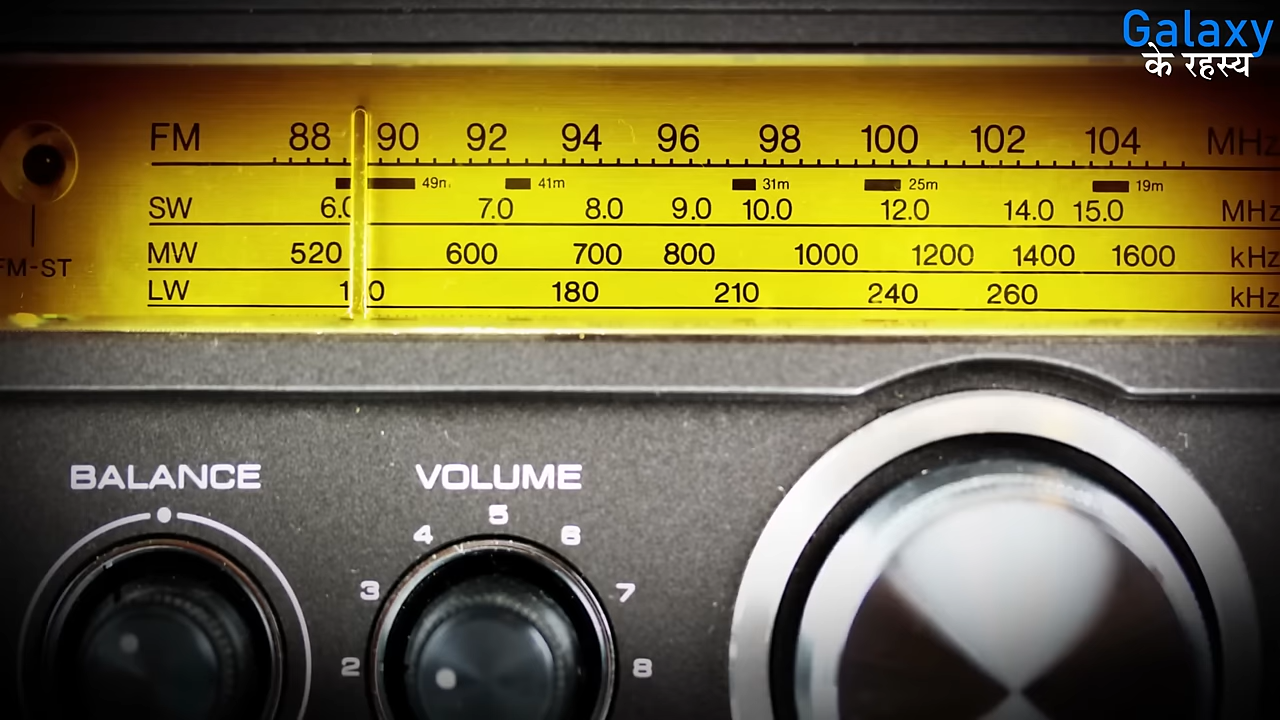 Galaxy
के रहस्य
FM 88 90 92 94 96 98 100 102 104 MHz
49m 41m 31m 25m 19m
SW 6.0 7.0 8.0 9.0 10.0 12.0 14.0 15.0 MHz
MW 520 600 700 800 1000 1200 1400 1600 kHz
LW 180 210 240 260 kHz
FM-ST
BALANCE VOLUME
5
4 6
3 7
2 8